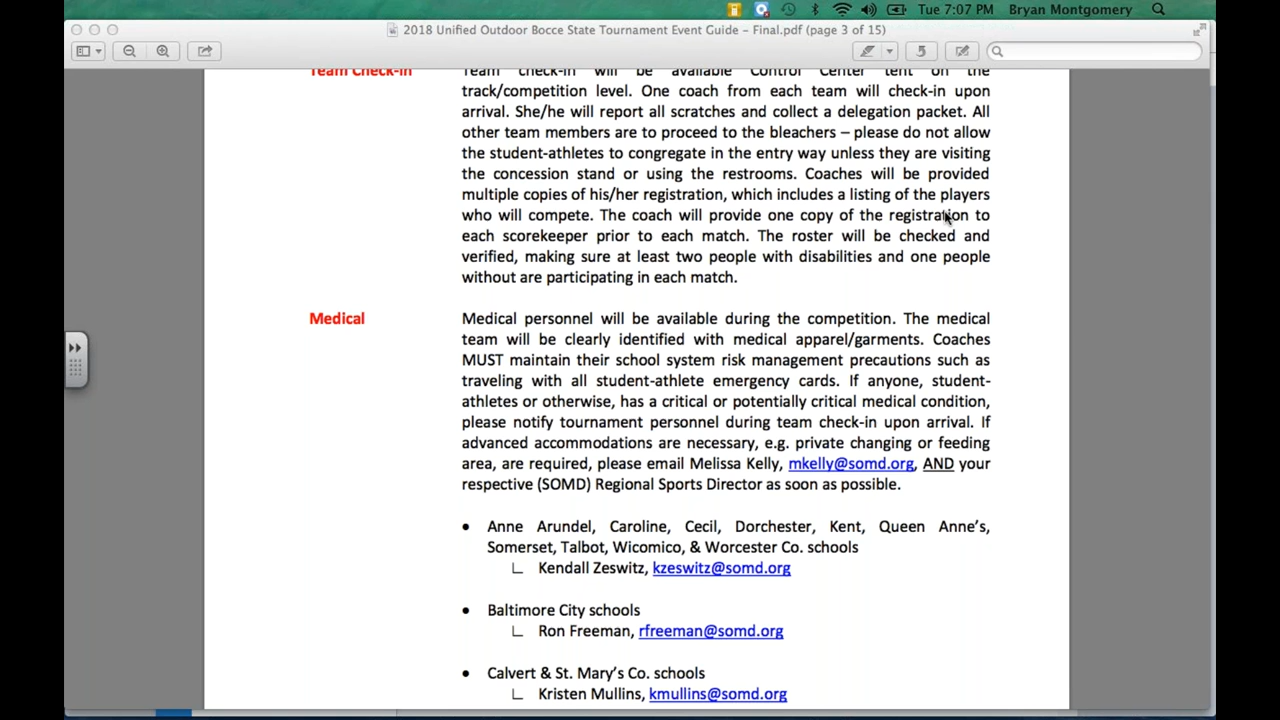 Tue 7:07 PM Bryan Montgomery
2018 Unified Outdoor Bocce State Tournament Event Guide – Final.pdf (page 3 of 15)
Team Check-in
Team check-in will be available Control Center tent on the
track/competition level. One coach from each team will check-in upon
arrival. She/he will report all scratches and collect a delegation packet. All
other team members are to proceed to the bleachers – please do not allow
the student-athletes to congregate in the entry way unless they are visiting
the concession stand or using the restrooms. Coaches will be provided
multiple copies of his/her registration, which includes a listing of the players
who will compete. The coach will provide one copy of the registration to
each scorekeeper prior to each match. The roster will be checked and
verified, making sure at least two people with disabilities and one people
without are participating in each match.
Medical
Medical personnel will be available during the competition. The medical
team will be clearly identified with medical apparel/garments. Coaches
MUST maintain their school system risk management precautions such as
traveling with all student-athlete emergency cards. If anyone, student-
athletes or otherwise, has a critical or potentially critical medical condition,
please notify tournament personnel during team check-in upon arrival. If
advanced accommodations are necessary, e.g. private changing or feeding
area, are required, please email Melissa Kelly, mkelly@somd.org, AND your
respective (SOMD) Regional Sports Director as soon as possible.
• Anne Arundel, Caroline, Cecil, Dorchester, Kent, Queen Anne’s,
Somerset, Talbot, Wicomico, & Worcester Co. schools
Kendall Zeswitz, kzeswitz@somd.org
• Baltimore City schools
Ron Freeman, rfreeman@somd.org
• Calvert & St. Mary’s Co. schools
Kristen Mullins, kmullins@somd.org